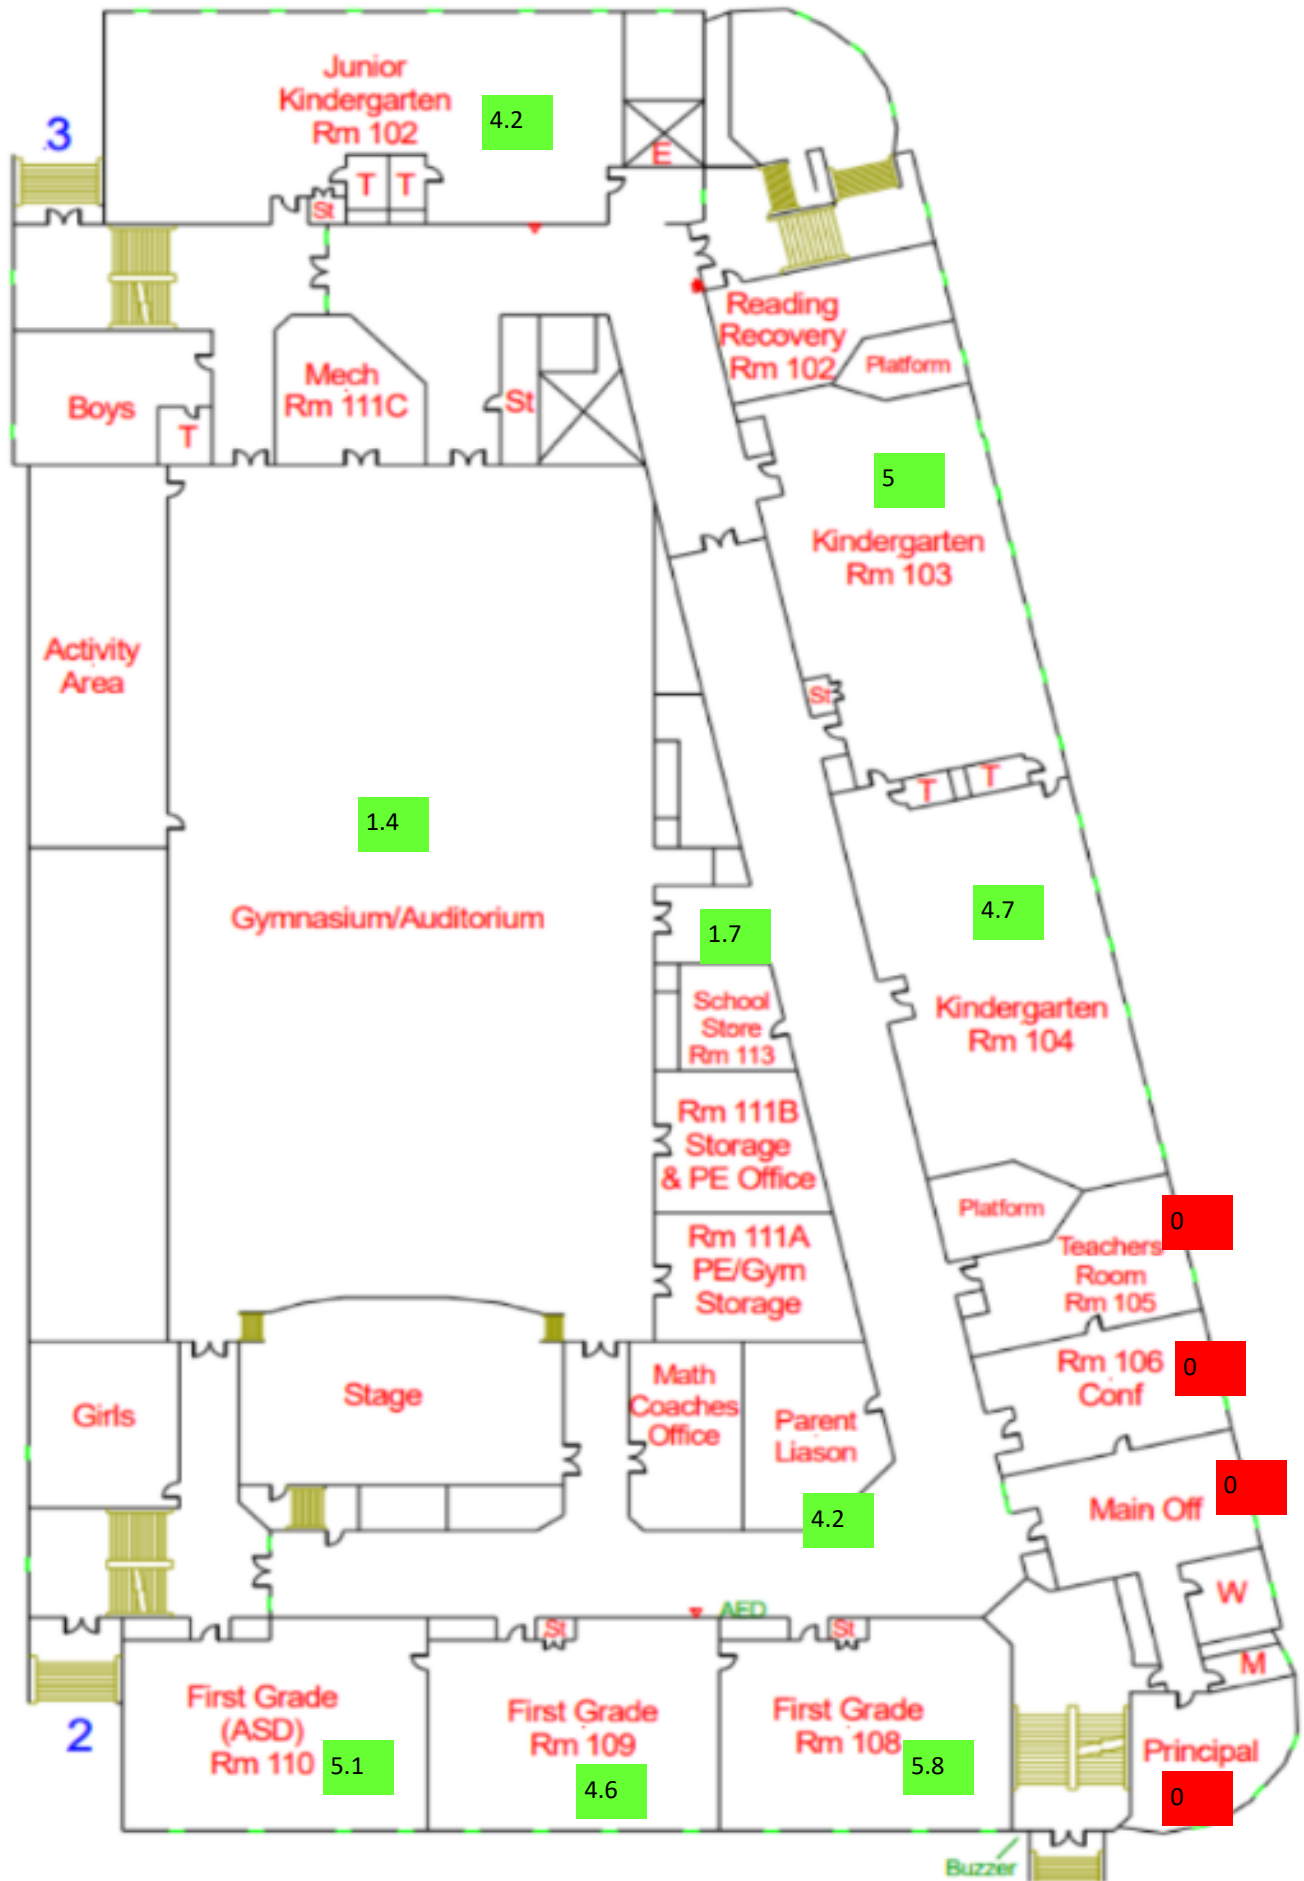 Junior
Kindergarten
Rm 102
4.2
3
E
T T
St
Reading
Recovery
Rm 102
Platform
Mech
Rm 111C
St
Boys
T
5
Kindergarten
Rm 103
Activity
Area
St
T T
1.4
Gymnasium/Auditorium
4.7
1.7
School
Store
Rm 113
Kindergarten
Rm 104
Rm 111B
Storage
& PE Office
Platform
0
Teachers
Room
Rm 105
Rm 111A
PE/Gym
Storage
Rm 106
Conf
0
Math
Coaches
Office
Stage
Girls
Parent
Liason
0
Main Off
4.2
W
AED
St
St
M
First Grade
(ASD)
Rm 110
5.1
First Grade
Rm 109
4.6
First Grade
Rm 108
5.8
2
Principal
0
Buzzer